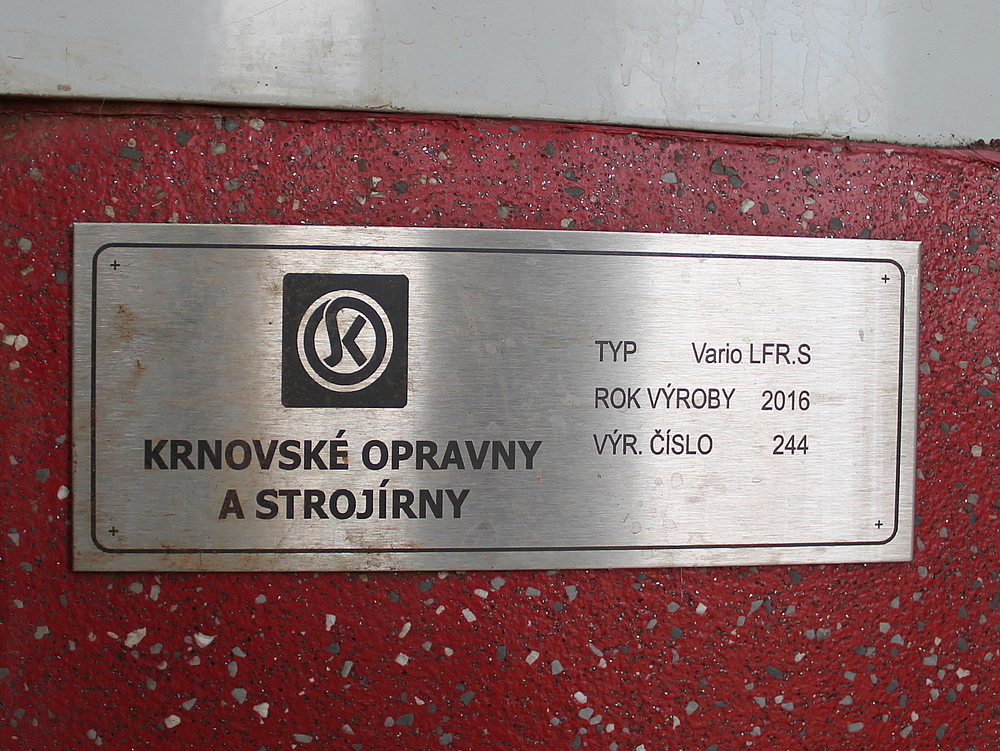 KRNOVSKÉ OPRAVNY
A STROJÍRNY
TYP Vario LFR.S
ROK VÝROBY 2016
VÝR. ČÍSLO 244